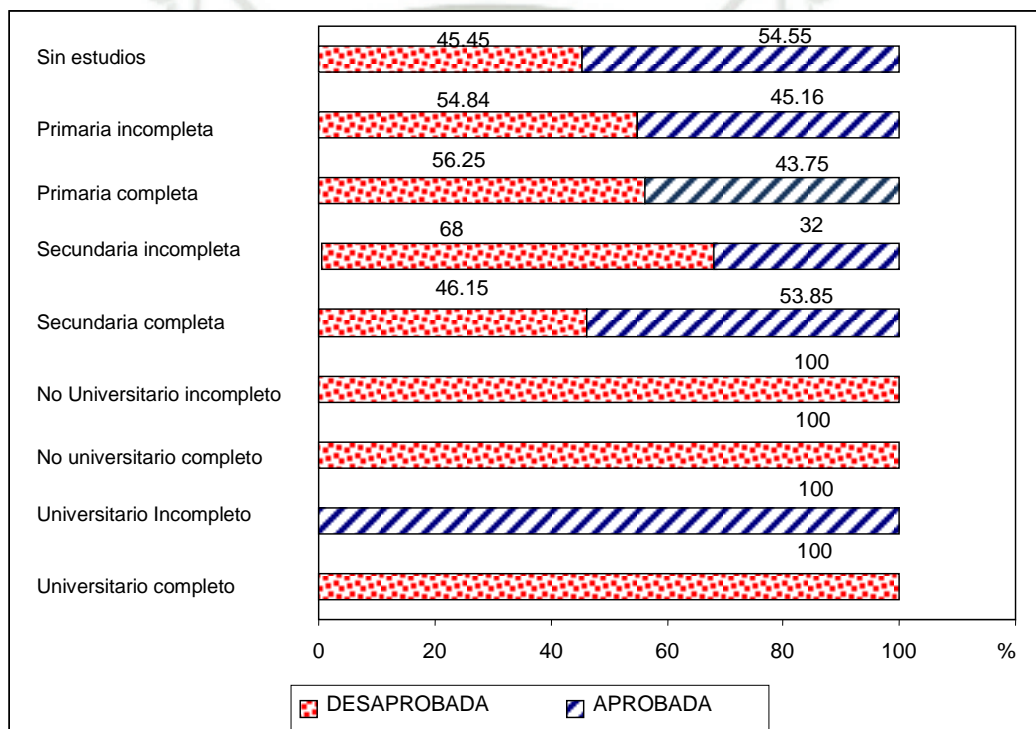 45.45 54.55
Sin estudios
54.84 45.16
Primaria incompleta
56.25 43.75
Primaria completa
68 32
Secundaria incompleta
46.15 53.85
Secundaria completa
100
No Universitario incompleto
100
No universitario completo
100
Universitario Incompleto
100
Universitario completo
0 20 40 60 80 100 %
DESAPROBADA APROBADA